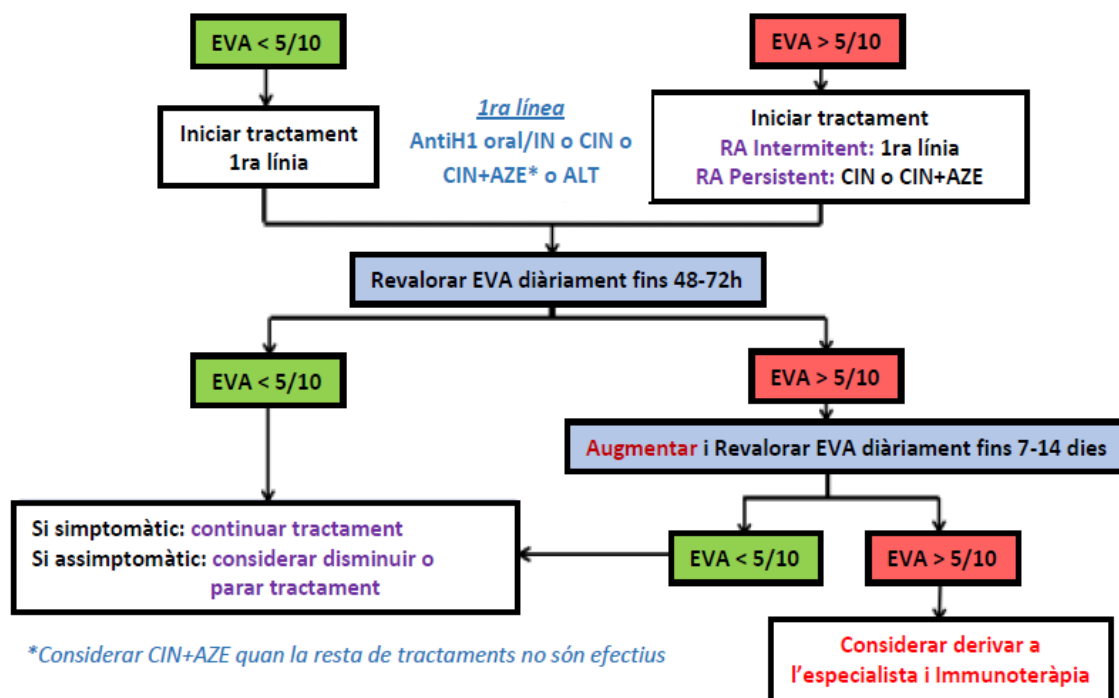 EVA < 5/10
EVA > 5/10
Iniciar tractament
1ra línia
1ra línea
AntiH1 oral/IN o CIN o
CIN+AZE* o ALT
Iniciar tractament
RA Intermitent: 1ra línia
RA Persistent: CIN o CIN+AZE
Revalorar EVA diàriament fins 48-72h
EVA < 5/10
EVA > 5/10
Augmentar i Revalorar EVA diàriament fins 7-14 dies
Si simptomàtic: continuar tractament
Si assimptomàtic: considerar disminuir o
parar tractament
EVA < 5/10
EVA > 5/10
Considerar derivar a
l'especialista i Immunoteràpia
*Considerar CIN+AZE quan la resta de tractaments no són efectius